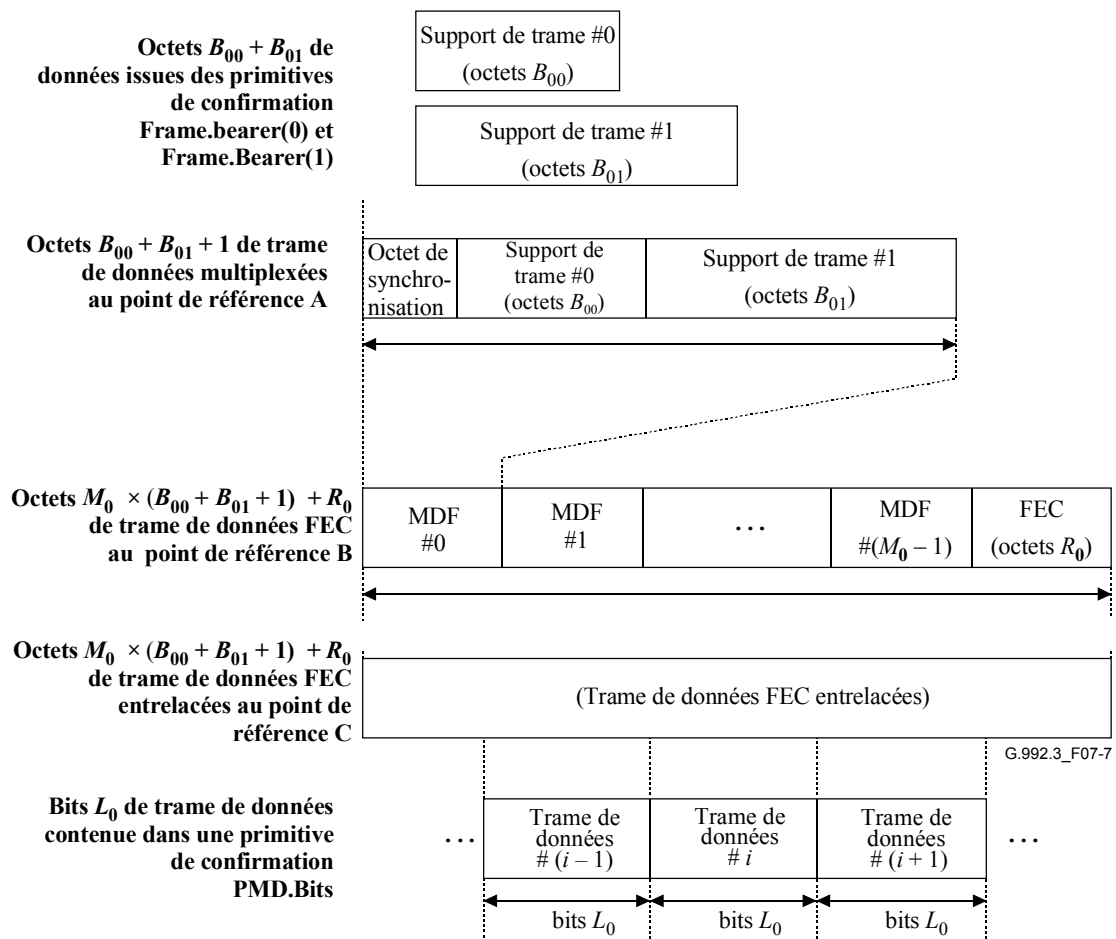 Octets B00 + B01 de
données issues des primitives
de confirmation
Frame.bearer(0) et
Frame.Bearer(1)
Support de trame #0
(octets B00)
Support de trame #1
(octets B01)
Octets B00 + B01 + 1 de trame
de données multiplexées
au point de référence A
Octet de
synchro-
nisation
Support de
trame #0
(octets B00)
Support de trame #1
(octets B01)
Octets M0 × (B00 + B01 + 1) + R0
de trame de données FEC
au point de référence B
MDF
#0
MDF
#1
...
MDF
#(M0 – 1)
FEC
(octets R0)
Octets M0 × (B00 + B01 + 1) + R0
de trame de données FEC
entrelacées au point de
référence C
(Trame de données FEC entrelacées)
G.992.3_F07-7
Bits L0 de trame de données
contenue dans une primitive
de confirmation
PMD.Bits
...
Trame de
données
# (i – 1)
Trame de
données
# i
Trame de
données
# (i + 1)
...
bits L0
bits L0
bits L0